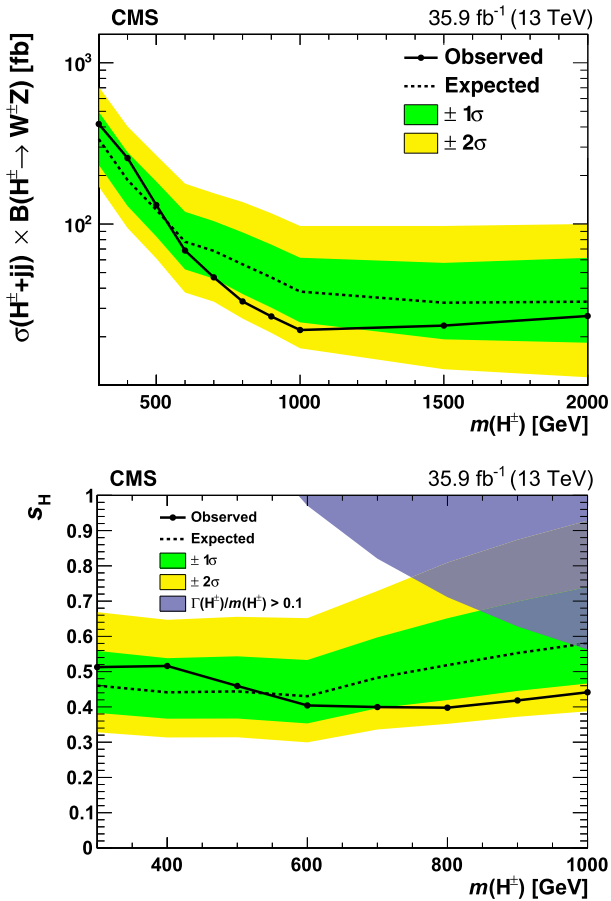 CMS 35.9 fb⁻¹ (13 TeV)
σ(H±+jj) × B(H±→ W±Z) [fb]
10³
10²
Observed
Expected
± 1σ
± 2σ
500 1000 1500 2000
m(H±) [GeV]
CMS 35.9 fb⁻¹ (13 TeV)
s_H
1
0.9
0.8
0.7
0.6
0.5
0.4
0.3
0.2
0.1
0
Observed
Expected
± 1σ
± 2σ
Γ(H±)/m(H±) > 0.1
400 600 800 1000
m(H±) [GeV]